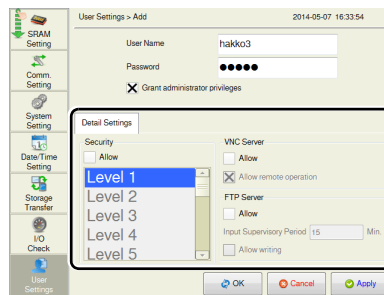 SRAM
Setting
Comm.
Setting
System
Setting
Date/Time
Setting
Storage
Transfer
I/O
Check
User
Settings
User Settings > Add 2014-05-07 16:33:54
User Name hakko3
Password ●●●●●
Grant administrator privileges
Detail Settings
Security
Allow
Level 1
Level 2
Level 3
Level 4
Level 5
VNC Server
Allow
Allow remote operation
FTP Server
Allow
Input Supervisory Period 15 Min.
Allow writing
OK Cancel Apply